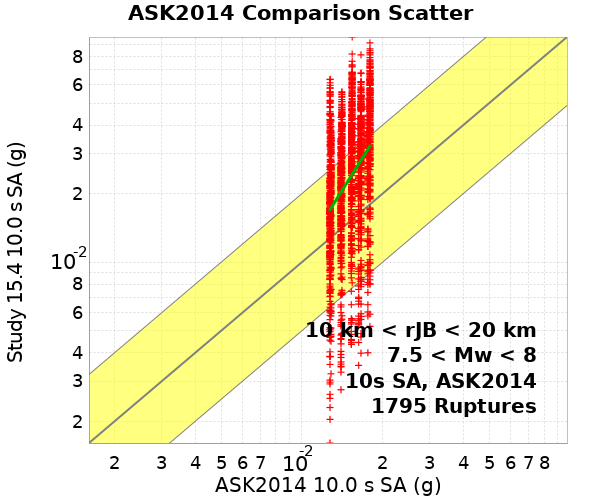 ASK2014 Comparison Scatter
Study 15.4 10.0 s SA (g)
8
6
4
3
2
10-2
8
6
4
3
2
10 km < rJB < 20 km
7.5 < Mw < 8
10s SA, ASK2014
1795 Ruptures
2 3 4 5 6 7 10-2 2 3 4 5 6 7 8
ASK2014 10.0 s SA (g)